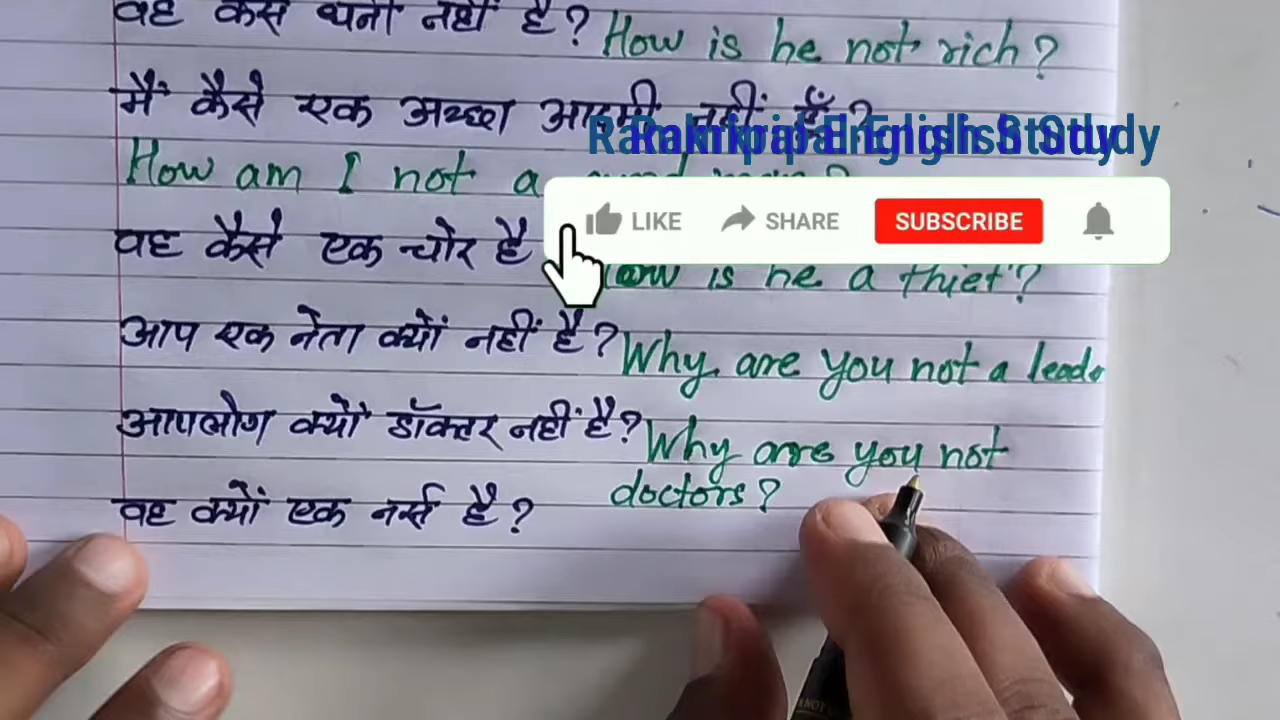 वह कैसे धनी नहीं है? How is he not rich?
मैं कैसे एक अच्छा आदमी नहीं हूँ?
How am I not a
वह कैसे एक चोर है How is he a thief?
आप एक नेता क्यों नहीं है? Why are you not a leade
आपलोग क्यों डॉक्टर नहीं है? Why are you not
doctors?
वह क्यों एक नर्स है?
English Study
LIKE SHARE SUBSCRIBE